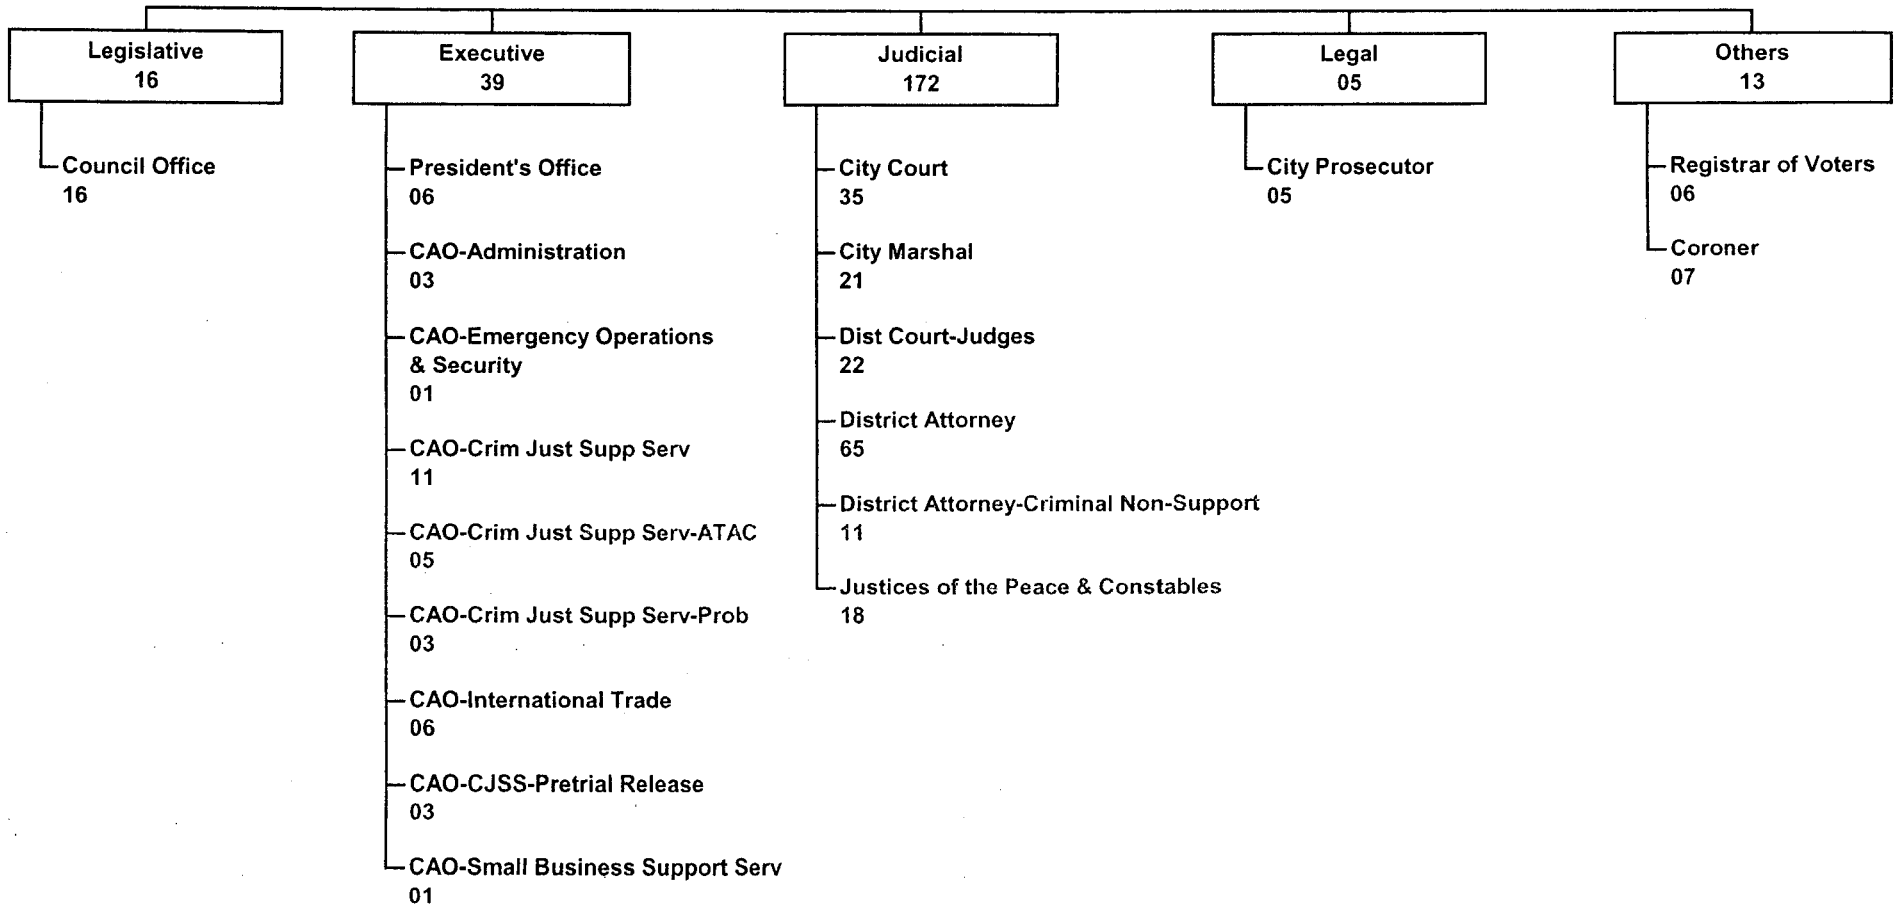 Legislative
16
Council Office
16
Executive
39
President's Office
06
CAO-Administration
03
CAO-Emergency Operations
& Security
01
CAO-Crim Just Supp Serv
11
CAO-Crim Just Supp Serv-ATAC
05
CAO-Crim Just Supp Serv-Prob
03
CAO-International Trade
06
CAO-CJSS-Pretrial Release
03
CAO-Small Business Support Serv
01
Judicial
172
City Court
35
City Marshal
21
Dist Court-Judges
22
District Attorney
65
District Attorney-Criminal Non-Support
11
Justices of the Peace & Constables
18
Legal
05
City Prosecutor
05
Others
13
Registrar of Voters
06
Coroner
07